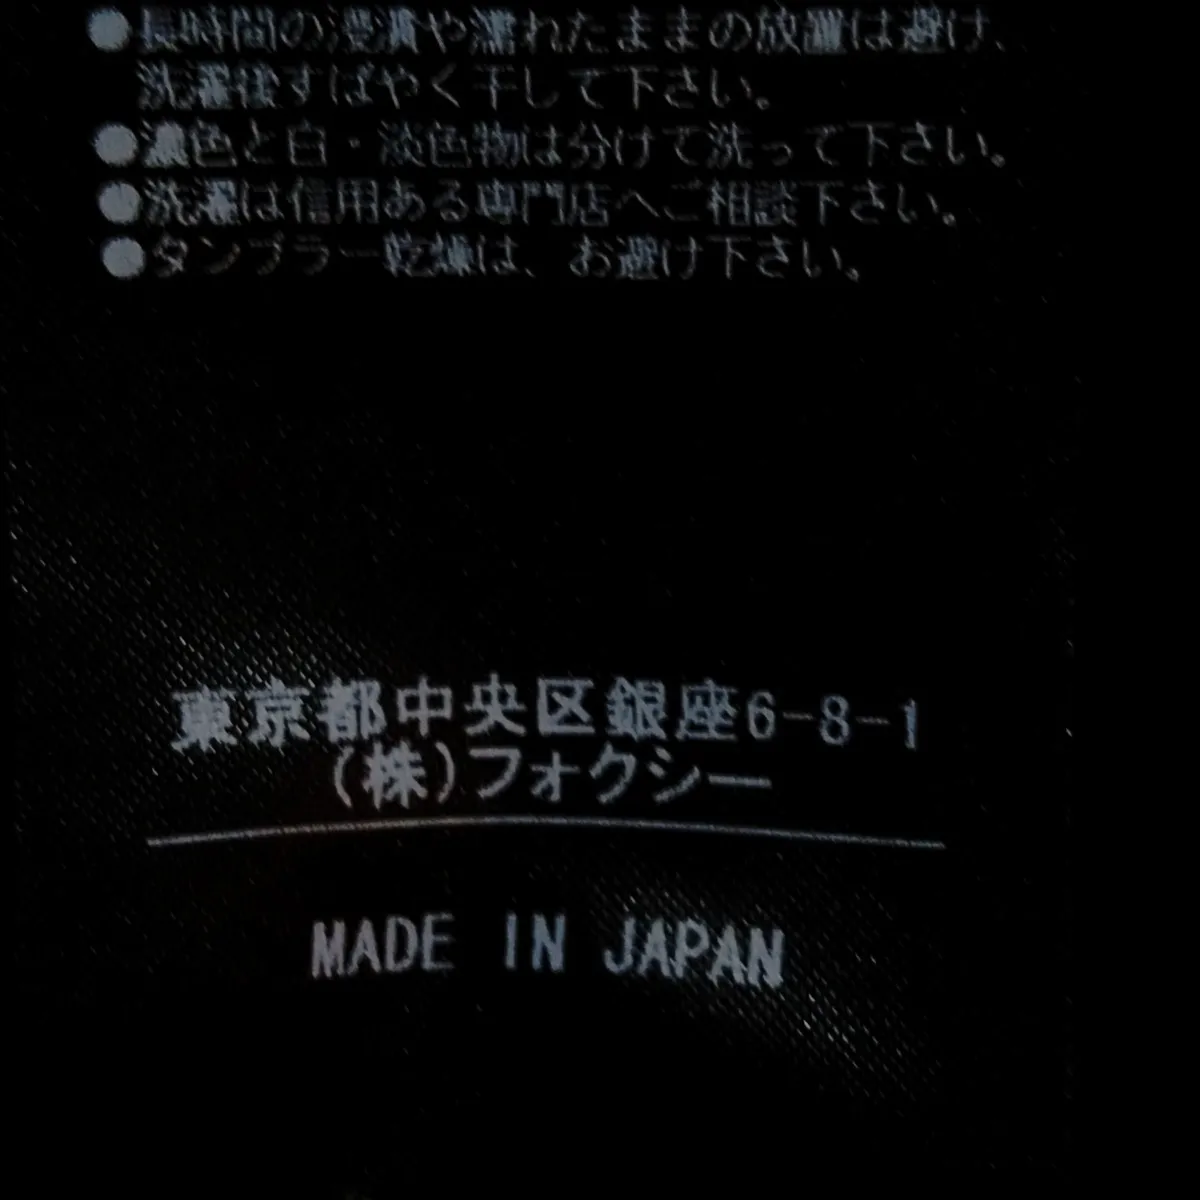 ●長時間の浸漬や濡れたままの放置は避け、
洗濯後すばやく干して下さい。
●濃色と白・淡色物は分けて洗って下さい。
●洗濯は信用ある専門店へご相談下さい。
●タンブラー乾燥は、お避け下さい。
東京都中央区銀座6-8-1
(株)フォクシー
MADE IN JAPAN